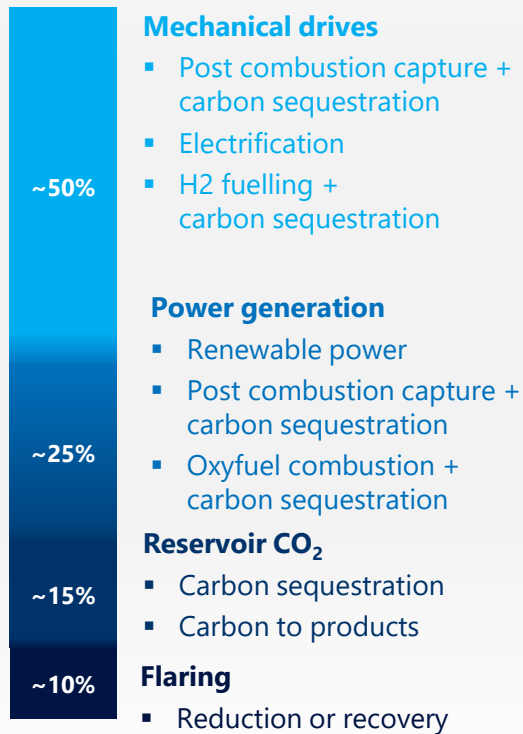 Mechanical drives
▪ Post combustion capture +
carbon sequestration
▪ Electrification
▪ H2 fuelling +
carbon sequestration
~50%
Power generation
▪ Renewable power
▪ Post combustion capture +
carbon sequestration
▪ Oxyfuel combustion +
carbon sequestration
~25%
Reservoir CO₂
▪ Carbon sequestration
▪ Carbon to products
~15%
Flaring
▪ Reduction or recovery
~10%